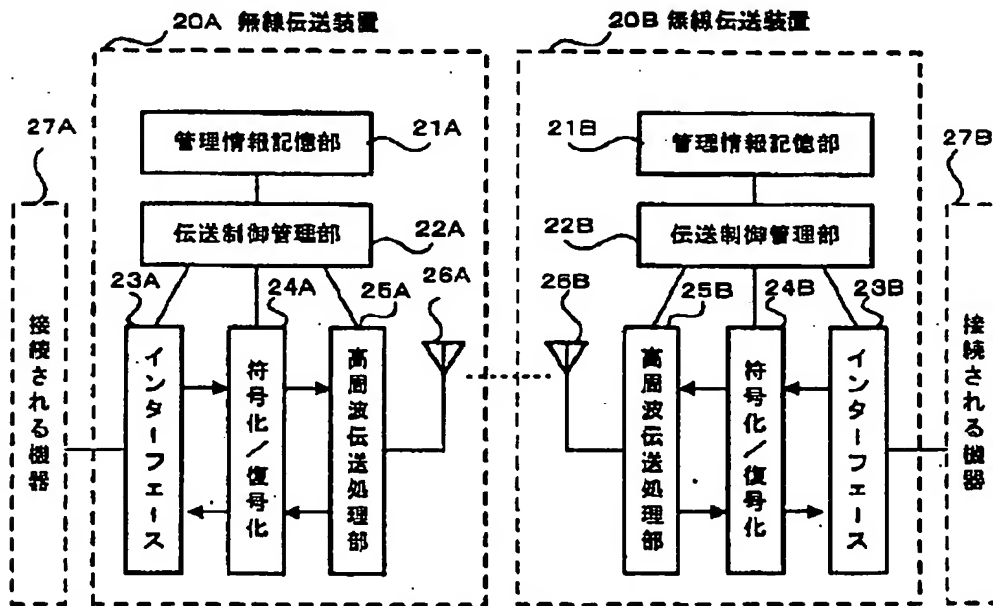 20A 無線伝送装置
20B 無線伝送装置
27A
管理情報記憶部
21A
伝送制御管理部
22A
23A
24A
25A
26A
接続される機器
インターフェース
符号化/復号化
高周波伝送処理部
21B
管理情報記憶部
27B
22B
伝送制御管理部
26B
25B
24B
23B
高周波伝送処理部
符号化/復号化
インターフェース
接続される機器